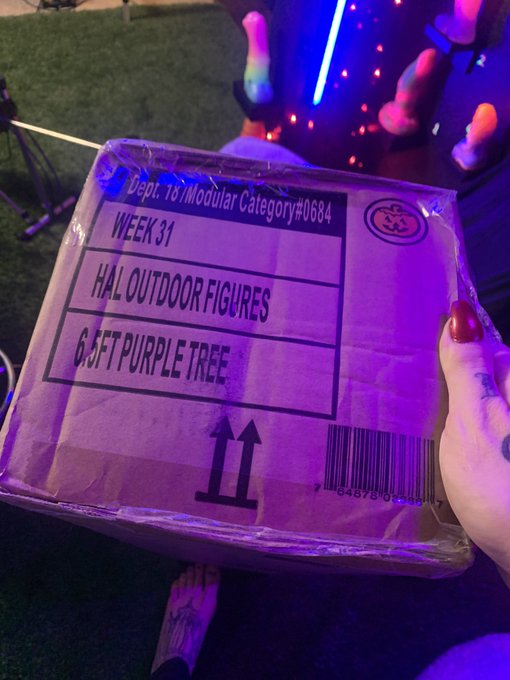 Dept. 18 /Modular Category#0684
WEEK 31
HAL OUTDOOR FIGURES
6.5FT PURPLE TREE